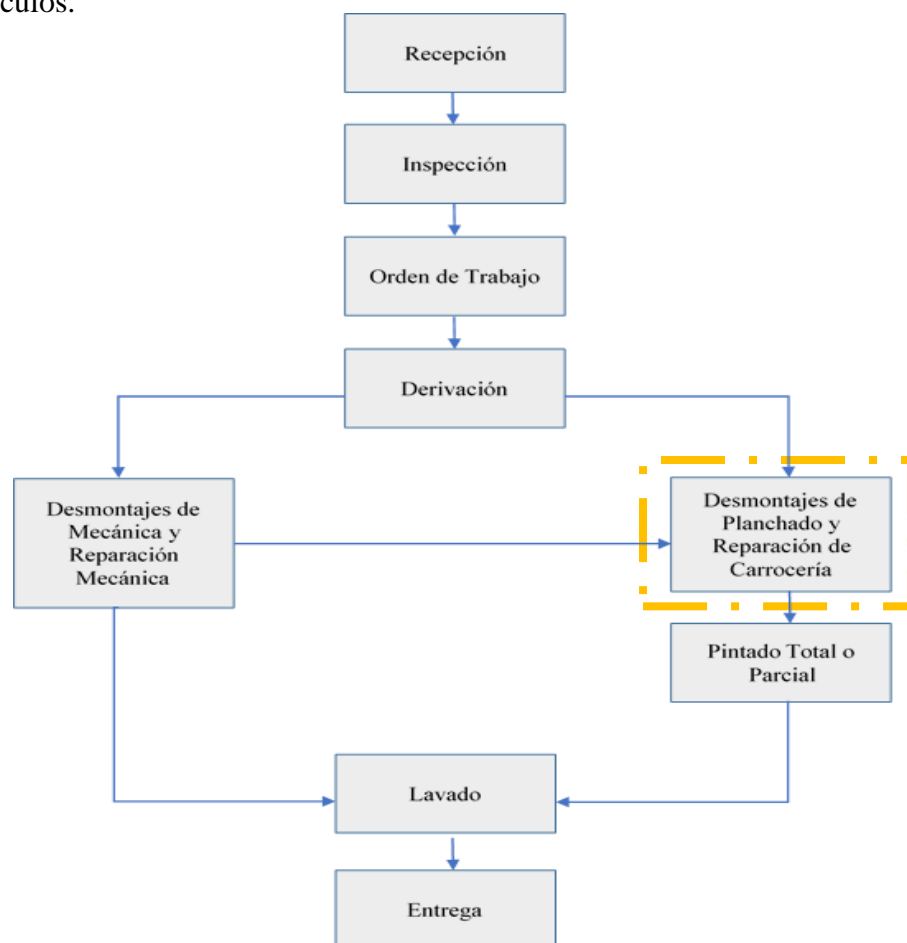 culos.
Recepción
Inspección
Orden de Trabajo
Derivación
Desmontajes de
Mecánica y
Reparación
Mecánica
Desmontajes de
Planchado y
Reparación de
Carrocería
Pintado Total o
Parcial
Lavado
Entrega